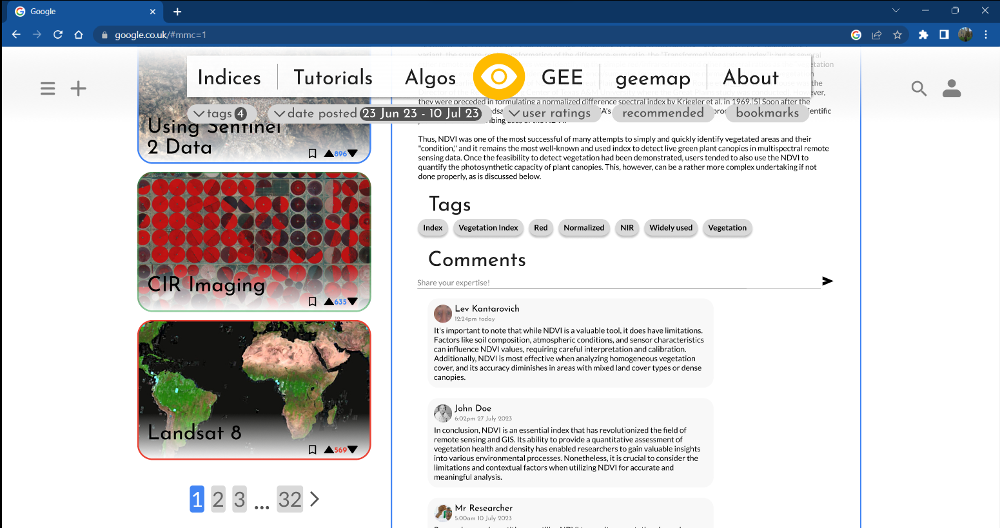 Google
google.co.uk/#mmc=1
Indices
Tutorials
Algos
GEE
geemap
About
tags 4
date posted 23 Jun 23 - 10 Jul 23
user ratings
recommended
bookmarks
Using Sentinel
2 Data
896
CIR Imaging
635
Landsat 8
569
1 2 3 ... 32
they were preceded in formulating a normalized difference spectral index by Kriegler et al. in 1969.[5] Soon after the
Thus, NDVI was one of the most successful of many attempts to simply and quickly identify vegetated areas and their
"condition," and it remains the most well-known and used index to detect live green plant canopies in multispectral remote
sensing data. Once the feasibility to detect vegetation had been demonstrated, users tended to also use the NDVI to
quantify the photosynthetic capacity of plant canopies. This, however, can be a rather more complex undertaking if not
done properly, as is discussed below.
Tags
Index
Vegetation Index
Red
Normalized
NIR
Widely used
Vegetation
Comments
Share your expertise!
Lev Kantarovich
12:24pm today
It's important to note that while NDVI is a valuable tool, it does have limitations.
Factors like soil composition, atmospheric conditions, and sensor characteristics
can influence NDVI values, requiring careful interpretation and calibration.
Additionally, NDVI is most effective when analyzing homogeneous vegetation
cover, and its accuracy diminishes in areas with mixed land cover types or dense
canopies.
John Doe
6:02pm 27 July 2023
In conclusion, NDVI is an essential index that has revolutionized the field of
remote sensing and GIS. Its ability to provide a quantitative assessment of
vegetation health and density has enabled researchers to gain valuable insights
into various environmental processes. Nonetheless, it is crucial to consider the
limitations and contextual factors when utilizing NDVI for accurate and
meaningful analysis.
Mr Researcher
5:00am 10 July 2023